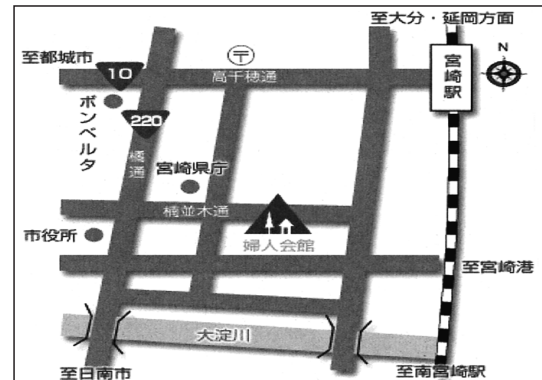 至大分・延岡方面
至都城市
10
〒
高千穂通
宮崎駅
N
ボンベルタ
220
橘通
宮崎県庁
楠並木通
市役所
婦人会館
至宮崎港
大淀川
至日南市
至南宮崎駅